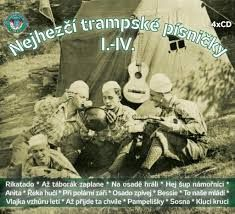 Nejhezčí trampské písničky
I.-IV.
4xCD
Rikatado * Až táborák zaplane * Na osadě hráli * Hej šup námořníci *
Anita * Řeka hučí * Při polární záři * Osado zpívej * Bessie * To naše mládí *
Vlajka vzhůru letí * Až přijde ta chvíle * Pampelišky * Sosna * Kluci kruci